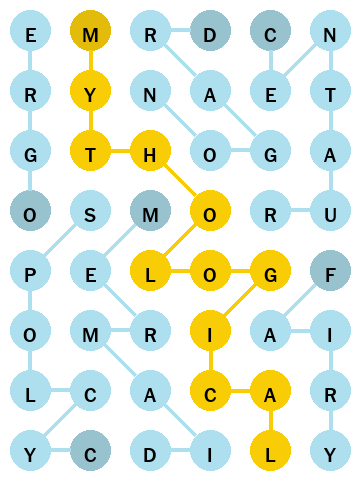 E M R D C N
R Y N A E T
G T H O G A
O S M O R U
P E L O G F
O M R I A I
L C A C A R
Y C D I L Y